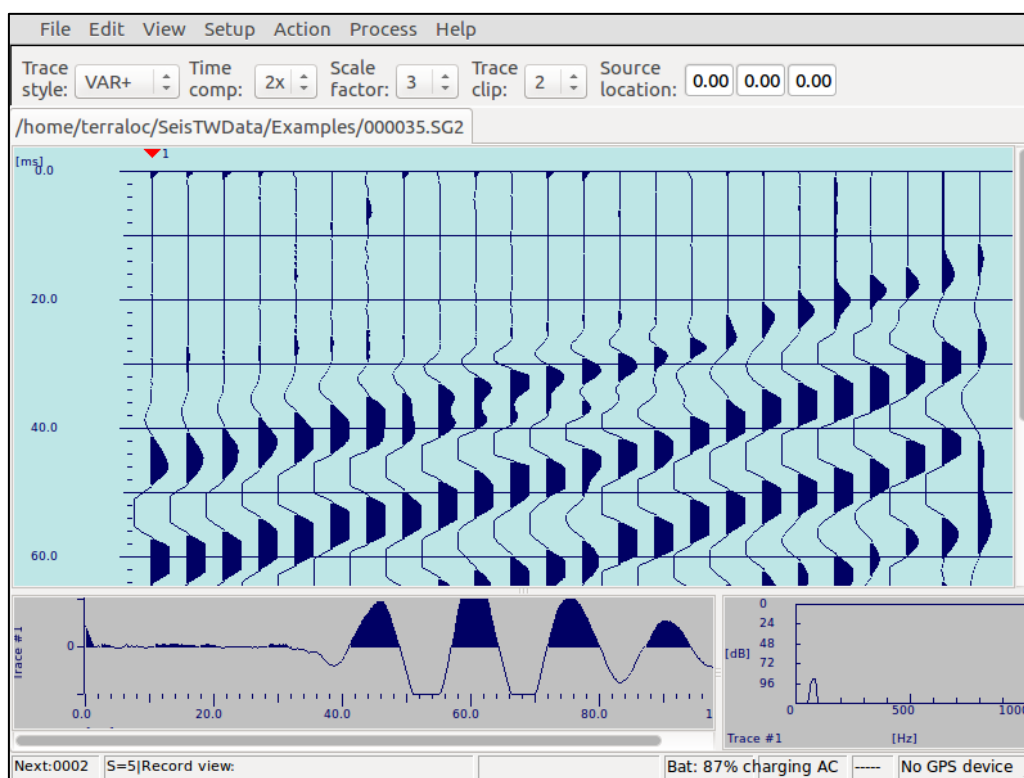 File Edit View Setup Action Process Help
Trace style: VAR+ Time comp: 2x Scale factor: 3 Trace clip: 2 Source location: 0.00 0.00 0.00
/home/terraloc/SeisTWData/Examples/000035.SG2
[ms] 1
0.0
20.0
40.0
60.0
Trace #1
0
0.0 20.0 40.0 60.0 80.0 1
0
24
48
[dB]
72
96
0 500 1000
Trace #1 [Hz]
Next:0002 S=5|Record view: Bat: 87% charging AC ----- No GPS device